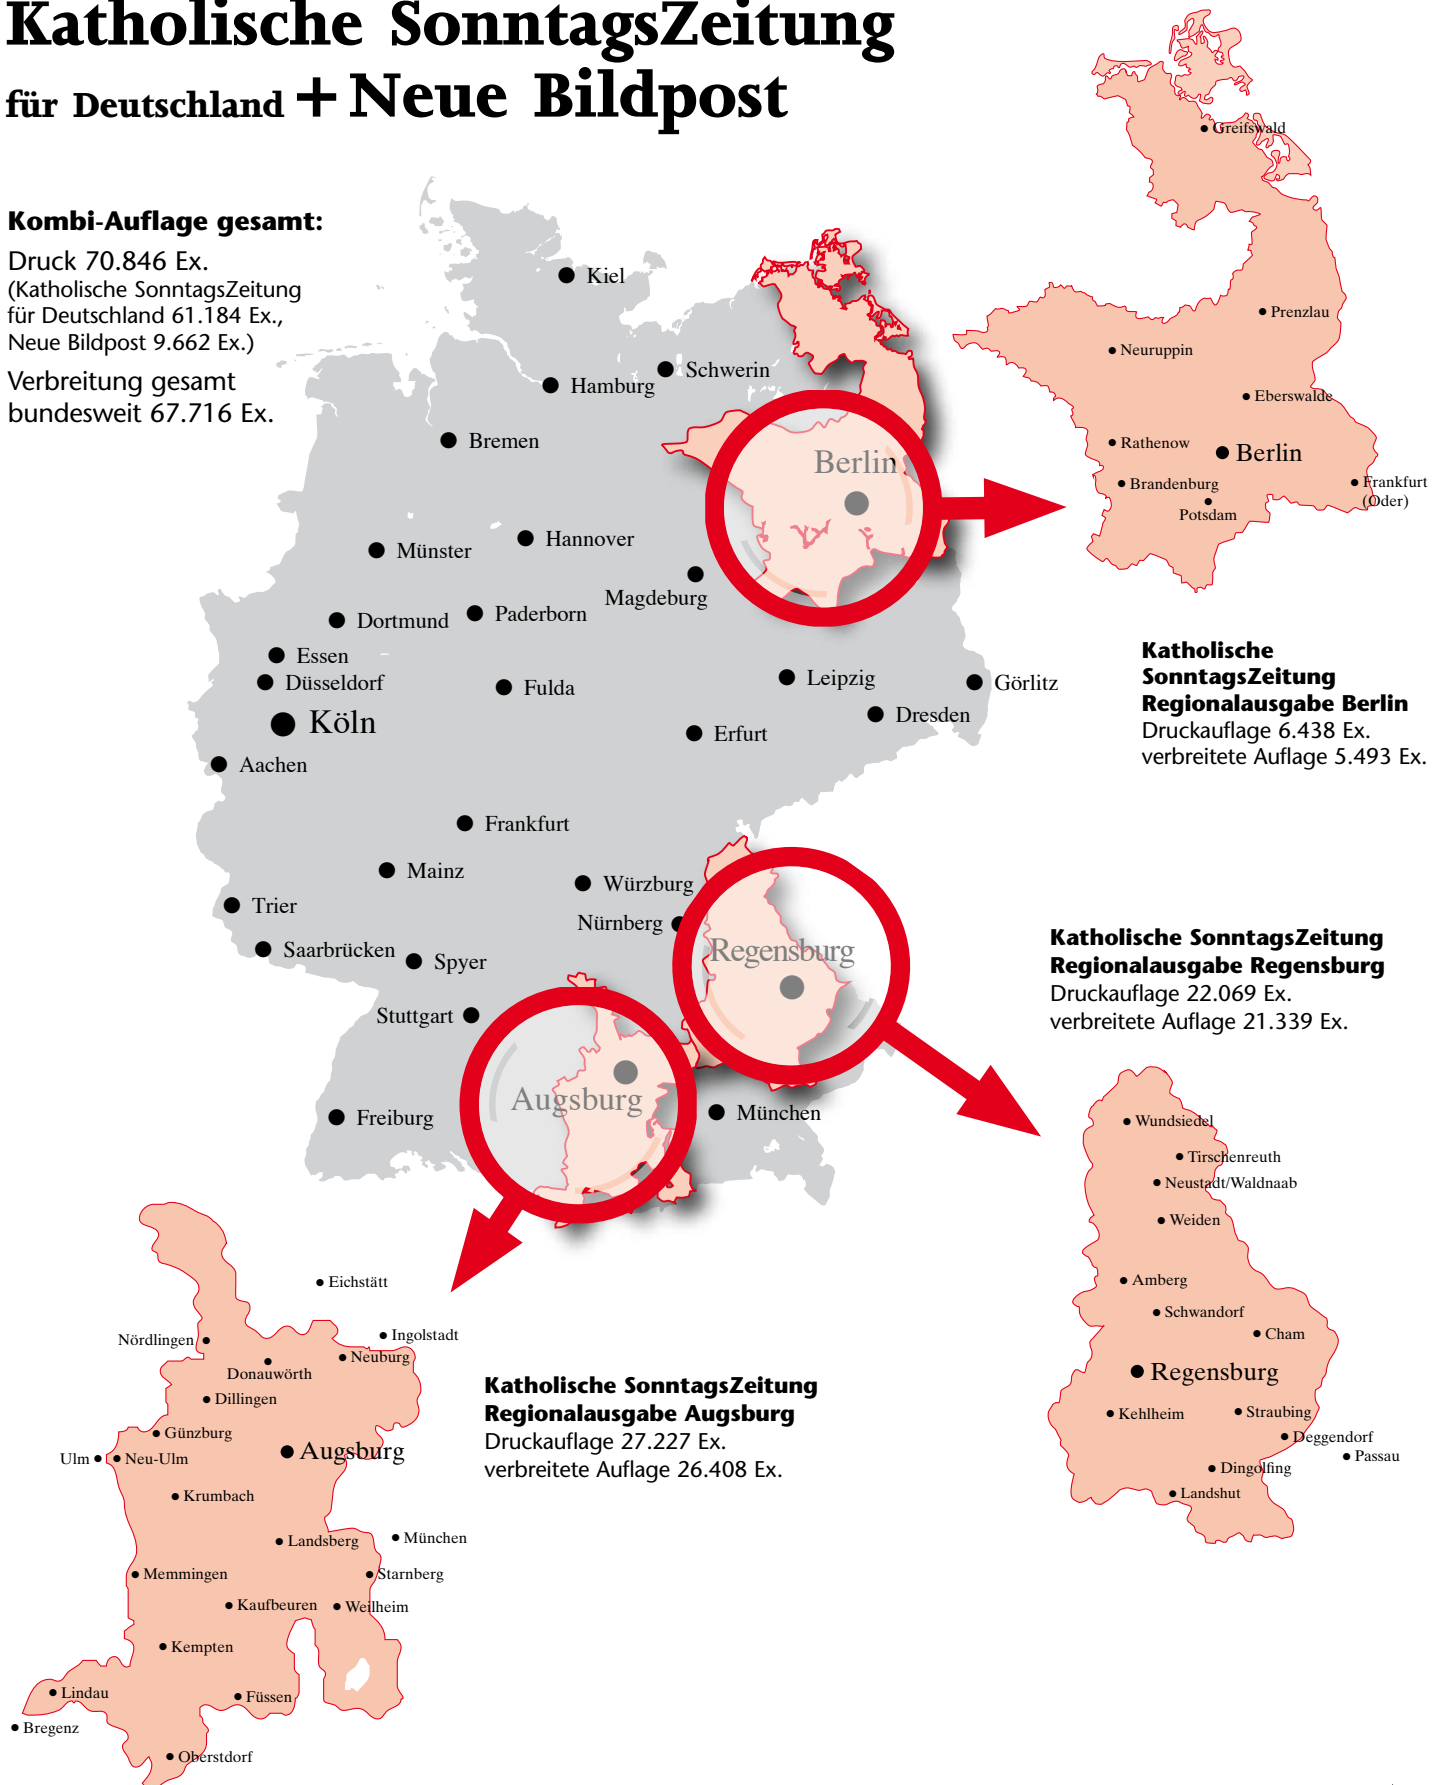 Katholische SonntagsZeitung
für Deutschland + Neue Bildpost
Kombi-Auflage gesamt:
Druck 70.846 Ex.
(Katholische SonntagsZeitung
für Deutschland 61.184 Ex.,
Neue Bildpost 9.662 Ex.)
Verbreitung gesamt
bundesweit 67.716 Ex.
Kiel
Schwerin
Hamburg
Bremen
Berlin
Hannover
Münster
Magdeburg
Paderborn
Dortmund
Essen
Düsseldorf
Fulda
Leipzig
Görlitz
Köln
Dresden
Erfurt
Aachen
Frankfurt
Mainz
Würzburg
Trier
Nürnberg
Saarbrücken
Spyer
Regensburg
Stuttgart
Augsburg
Freiburg
München
Greifswald
Prenzlau
Neuruppin
Eberswalde
Rathenow
Berlin
Brandenburg
Frankfurt
(Oder)
Potsdam
Katholische
SonntagsZeitung
Regionalausgabe Berlin
Druckauflage 6.438 Ex.
verbreitete Auflage 5.493 Ex.
Katholische SonntagsZeitung
Regionalausgabe Regensburg
Druckauflage 22.069 Ex.
verbreitete Auflage 21.339 Ex.
Wundsiedel
Tirschenreuth
Neustadt/Waldnaab
Weiden
Amberg
Schwandorf
Cham
Regensburg
Kehlheim
Straubing
Deggendorf
Passau
Dingolfing
Landshut
Eichstätt
Nördlingen
Ingolstadt
Neuburg
Donauwörth
Dillingen
Günzburg
Augsburg
Ulm
Neu-Ulm
Krumbach
Landsberg
München
Memmingen
Starnberg
Kaufbeuren
Weilheim
Kempten
Lindau
Füssen
Bregenz
Oberstdorf
Katholische SonntagsZeitung
Regionalausgabe Augsburg
Druckauflage 27.227 Ex.
verbreitete Auflage 26.408 Ex.